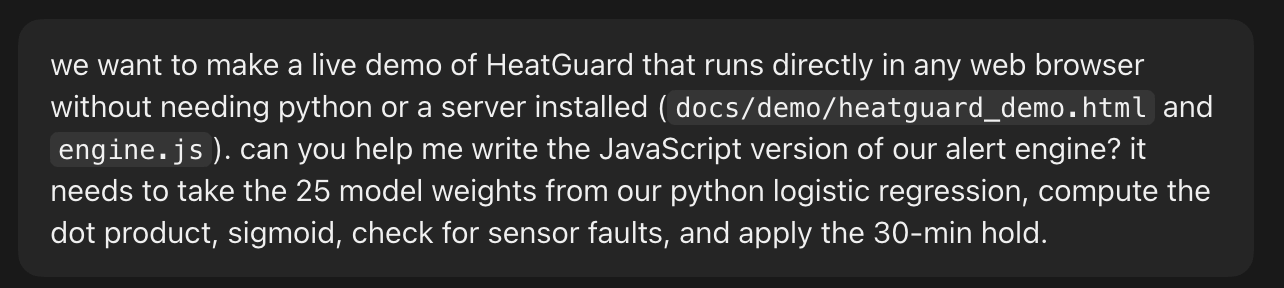 we want to make a live demo of HeatGuard that runs directly in any web browser
without needing python or a server installed ( docs/demo/heatguard_demo.html and
engine.js ). can you help me write the JavaScript version of our alert engine? it
needs to take the 25 model weights from our python logistic regression, compute the
dot product, sigmoid, check for sensor faults, and apply the 30-min hold.